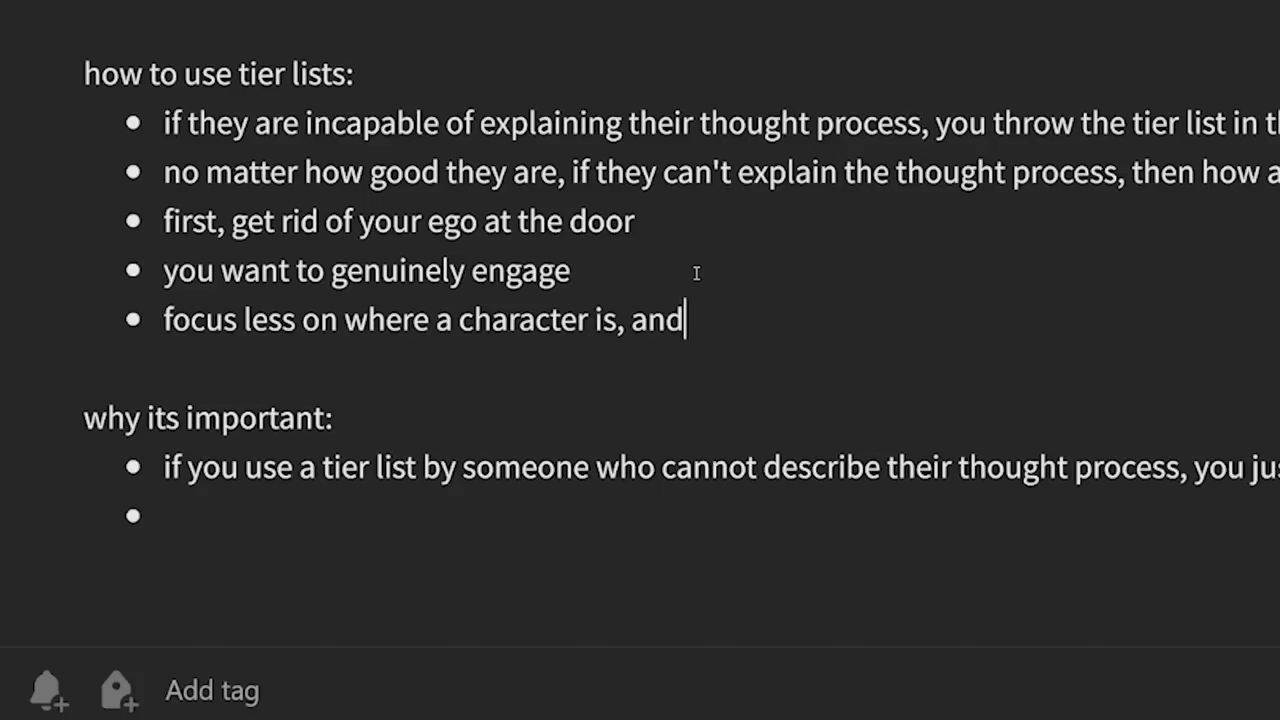 how to use tier lists:
if they are incapable of explaining their thought process, you throw the tier list in
no matter how good they are, if they can't explain the thought process, then how
first, get rid of your ego at the door
you want to genuinely engage
focus less on where a character is, and
why its important:
if you use a tier list by someone who cannot describe their thought process, you
Add tag